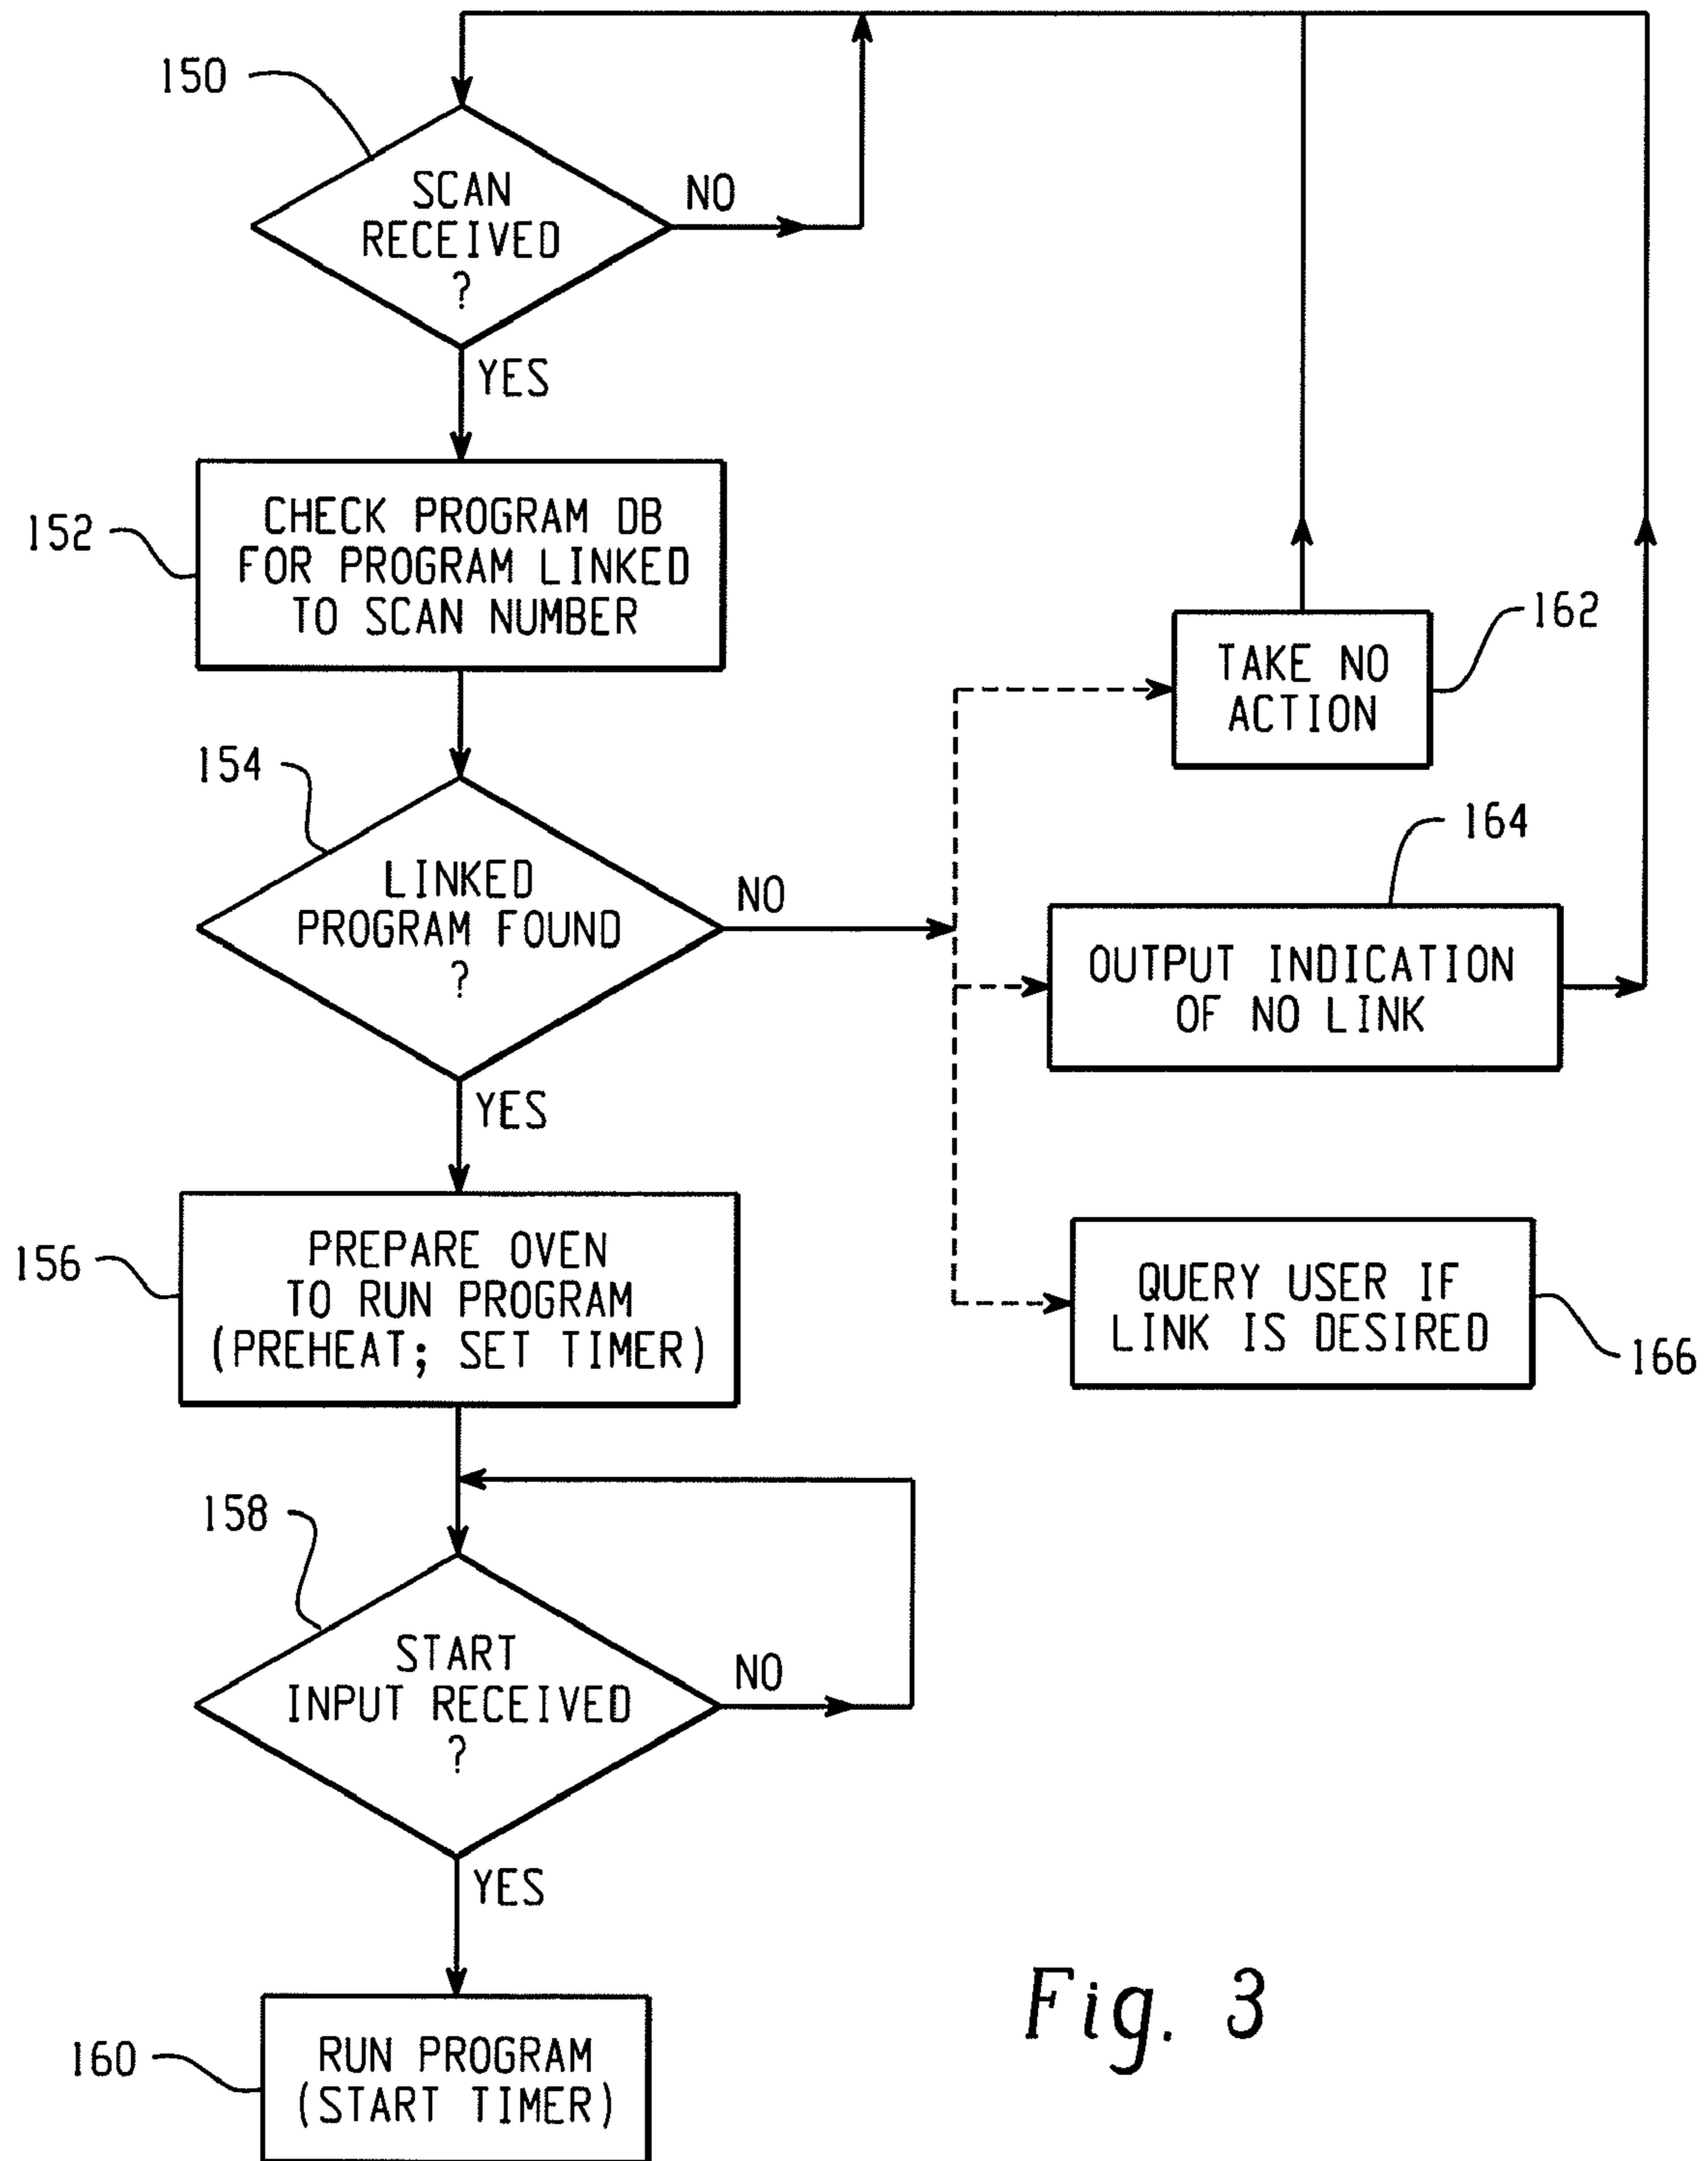 150
SCAN
RECEIVED
?
NO
YES
152
CHECK PROGRAM DB
FOR PROGRAM LINKED
TO SCAN NUMBER
154
LINKED
PROGRAM FOUND
?
NO
YES
162
TAKE NO
ACTION
164
OUTPUT INDICATION
OF NO LINK
166
QUERY USER IF
LINK IS DESIRED
156
PREPARE OVEN
TO RUN PROGRAM
(PREHEAT; SET TIMER)
158
START
INPUT RECEIVED
?
NO
YES
160
RUN PROGRAM
(START TIMER)
Fig. 3